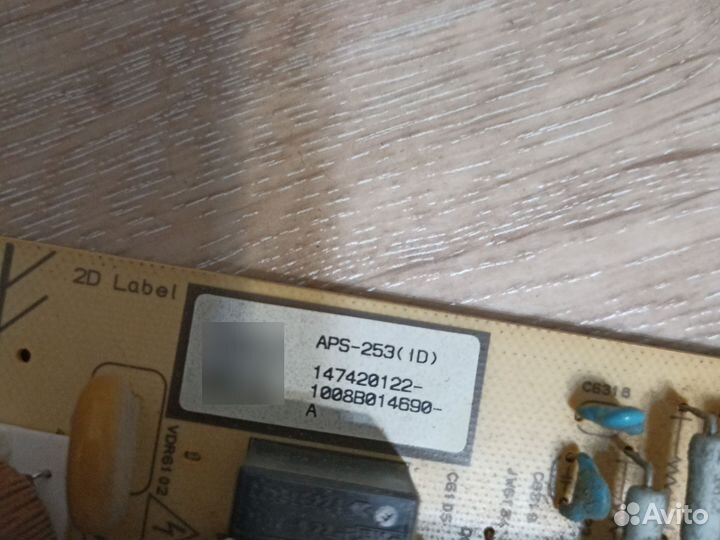 2D Label
APS-253(ID)
147420122-
1008B014690-
A
VDR6102
C6318
Avito